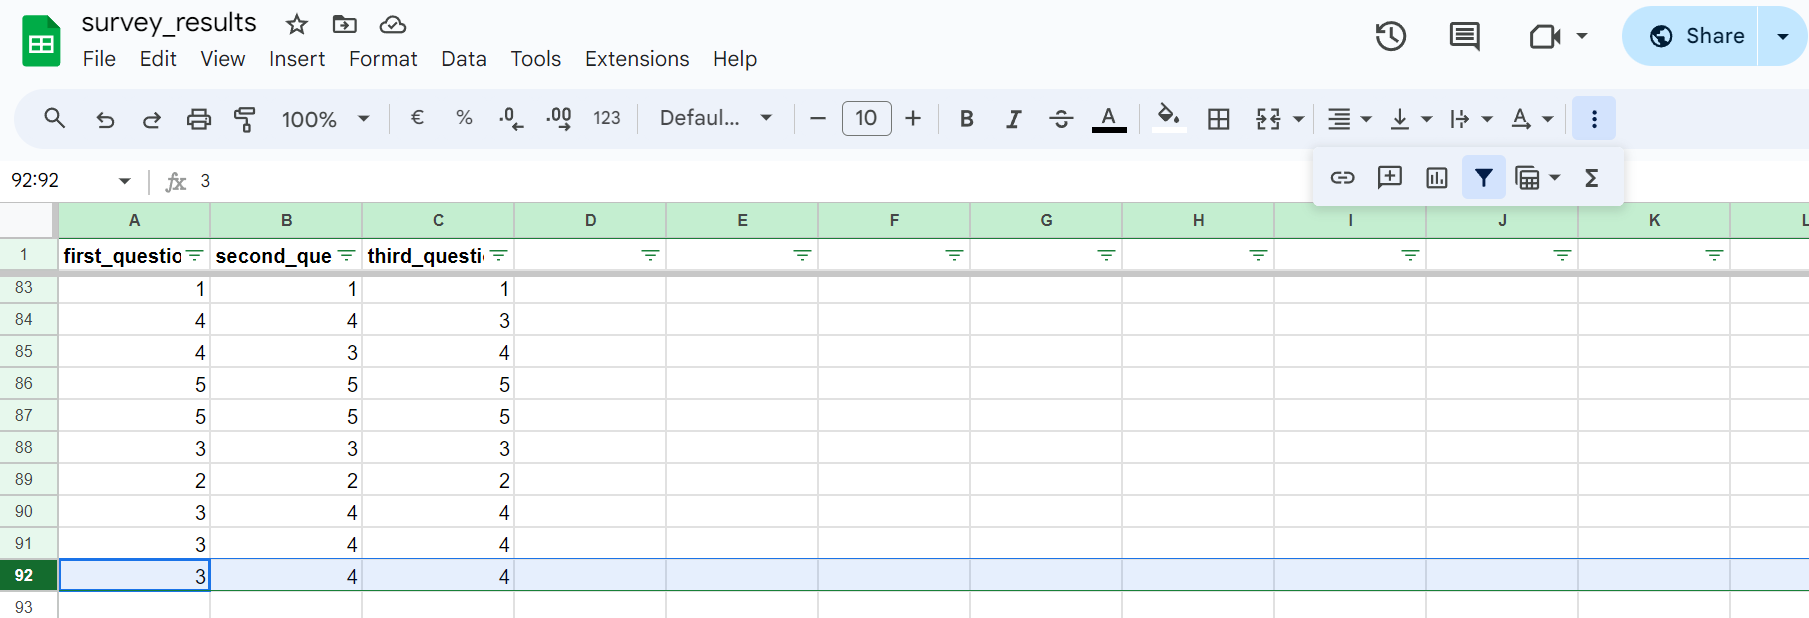 survey_results
File Edit View Insert Format Data Tools Extensions Help
Share
100% € % .0 .00 123 Defaul... 10 B I A
92:92 fx 3
A B C D E F G H I J K L
1 first_questio second_que third_questi
83 1 1 1
84 4 4 3
85 4 3 4
86 5 5 5
87 5 5 5
88 3 3 3
89 2 2 2
90 3 4 4
91 3 4 4
92 3 4 4
93